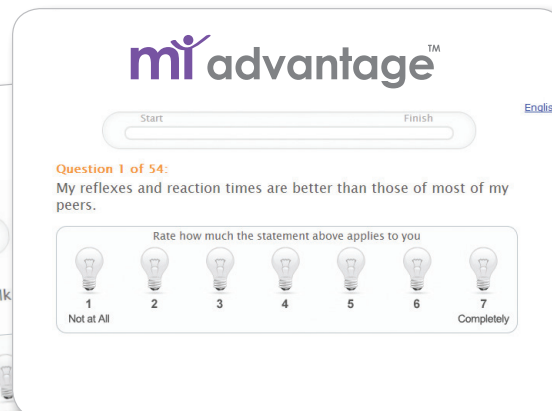 mi advantage™
Englis
Start Finish
Question 1 of 54:
My reflexes and reaction times are better than those of most of my
peers.
Rate how much the statement above applies to you
1 2 3 4 5 6 7
Not at All Completely
lk